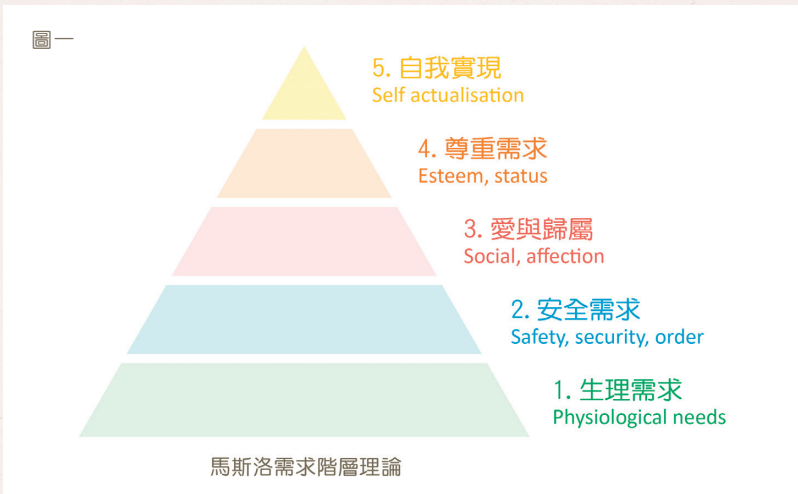 圖一
5. 自我實現
Self actualisation
4. 尊重需求
Esteem, status
3. 愛與歸屬
Social, affection
2. 安全需求
Safety, security, order
1. 生理需求
Physiological needs
馬斯洛需求階層理論